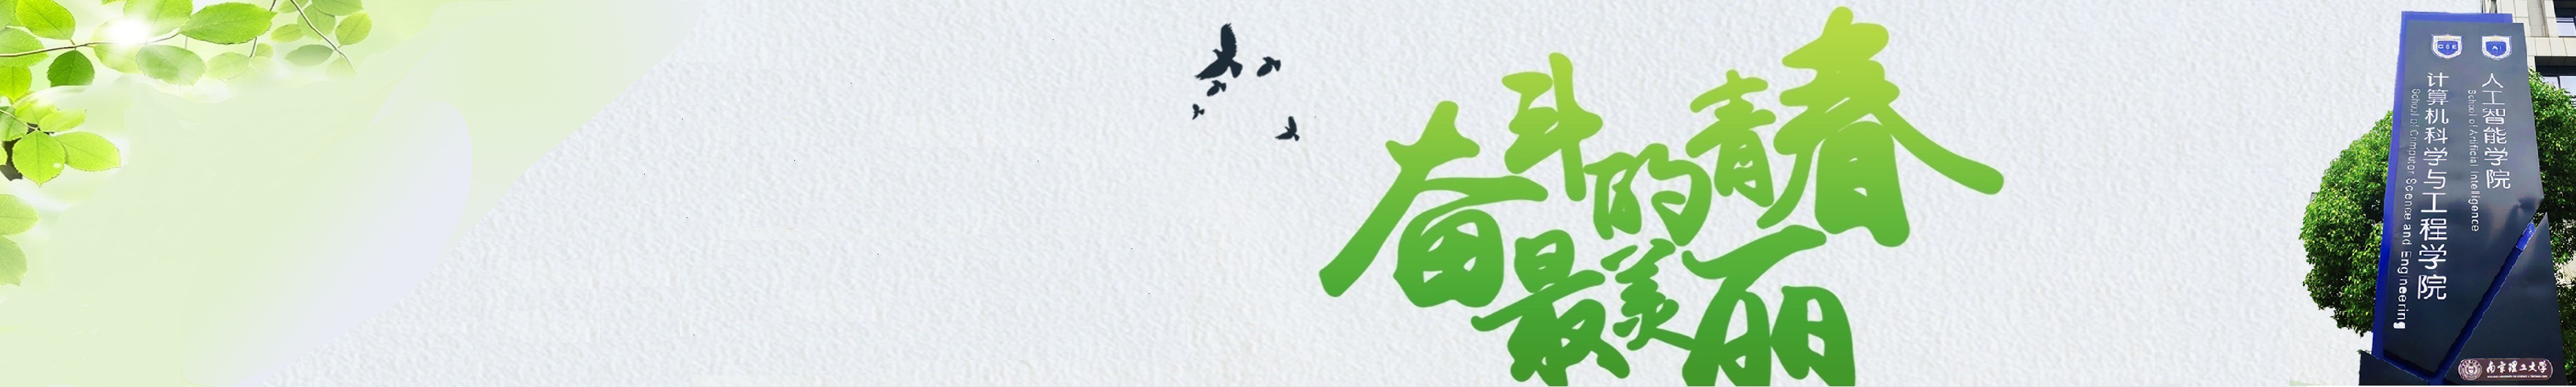 奋斗的青春
最美丽
CSE
AI
人工智能学院
School of Artificial Intelligence
计算机科学与工程学院
School of Computer Science and Engineering
南京理工大学